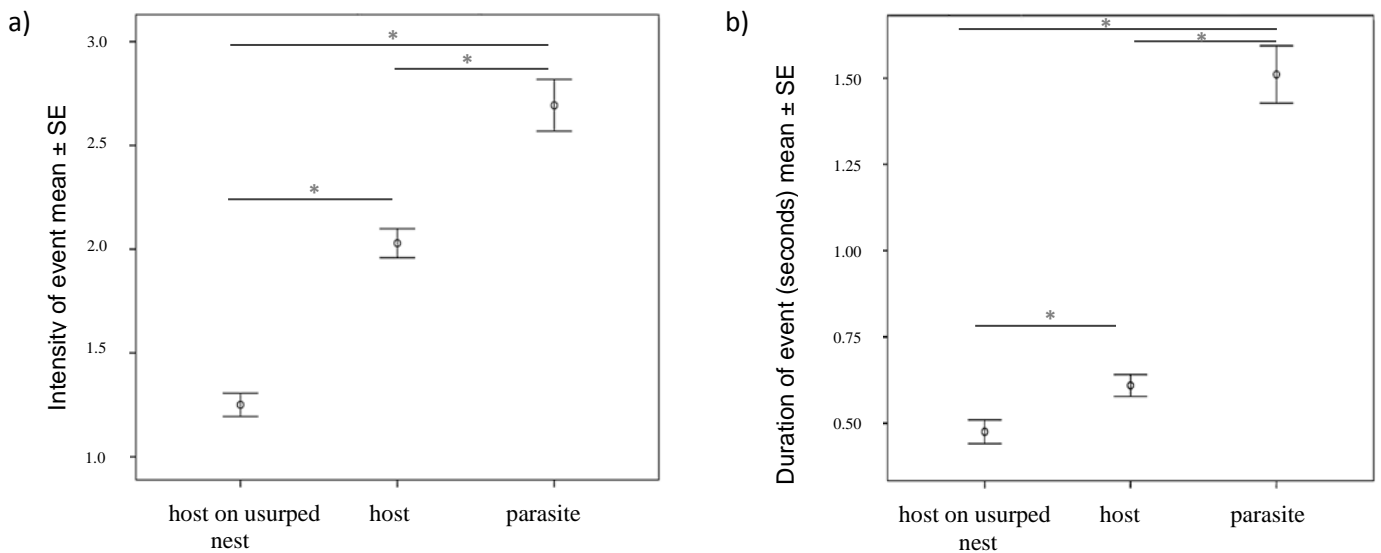 a)
Intensity of event mean ± SE
3.0
2.5
2.0
1.5
1.0
*
*
*
host on usurped
nest
host
parasite
b)
Duration of event (seconds) mean ± SE
1.50
1.25
1.00
0.75
0.50
*
*
*
host on usurped
nest
host
parasite